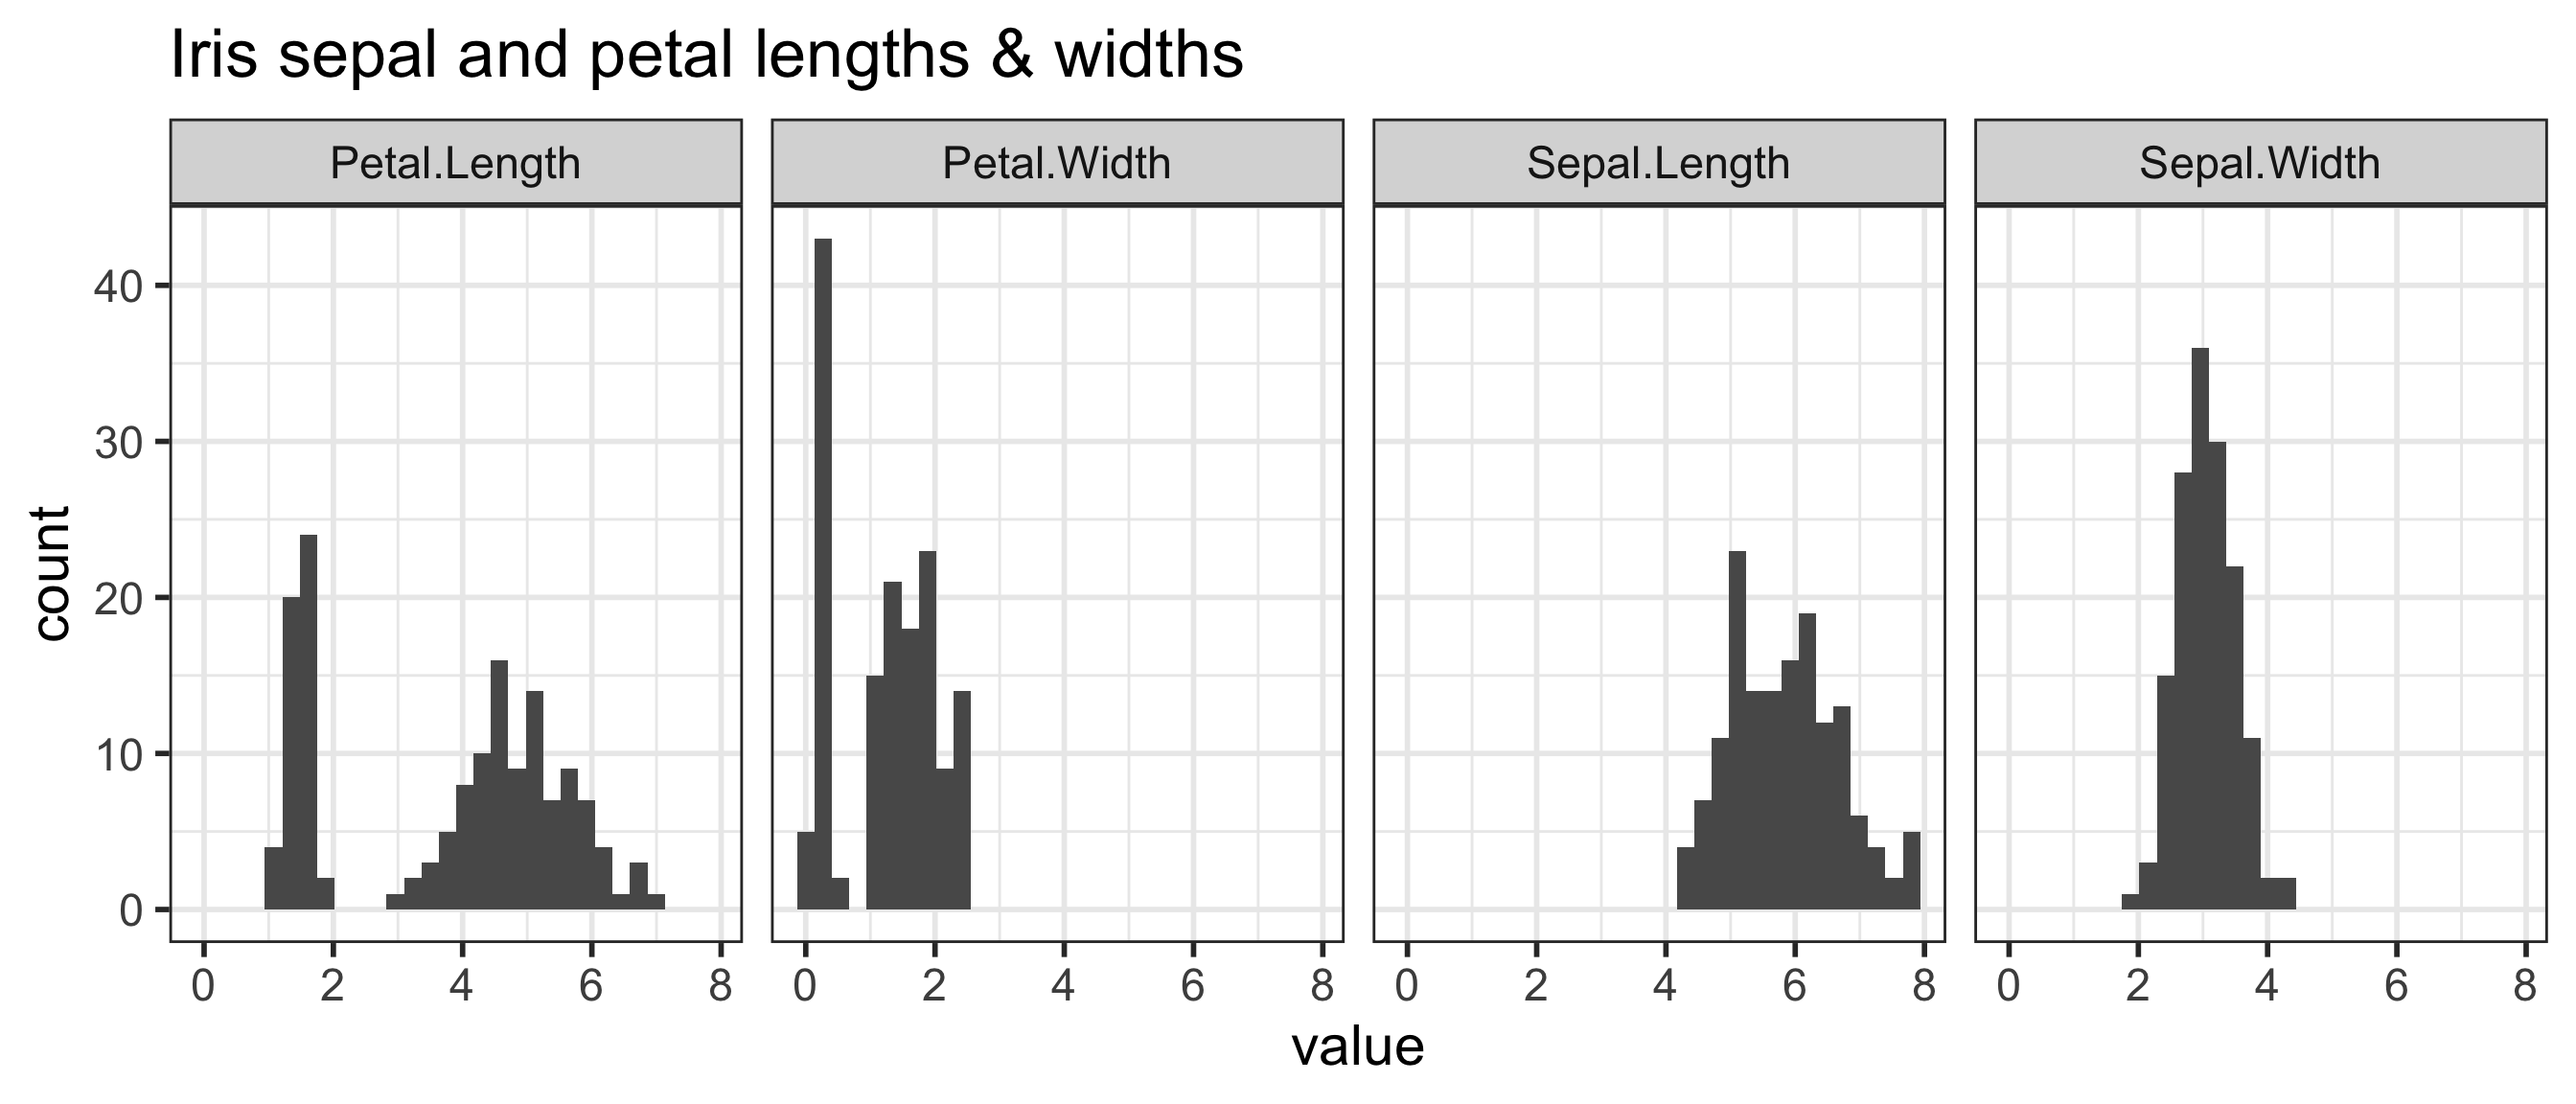 Iris sepal and petal lengths & widths
Petal.Length Petal.Width Sepal.Length Sepal.Width
40
30
20
10
0
count
0 2 4 6 8 0 2 4 6 8 0 2 4 6 8 0 2 4 6 8
value